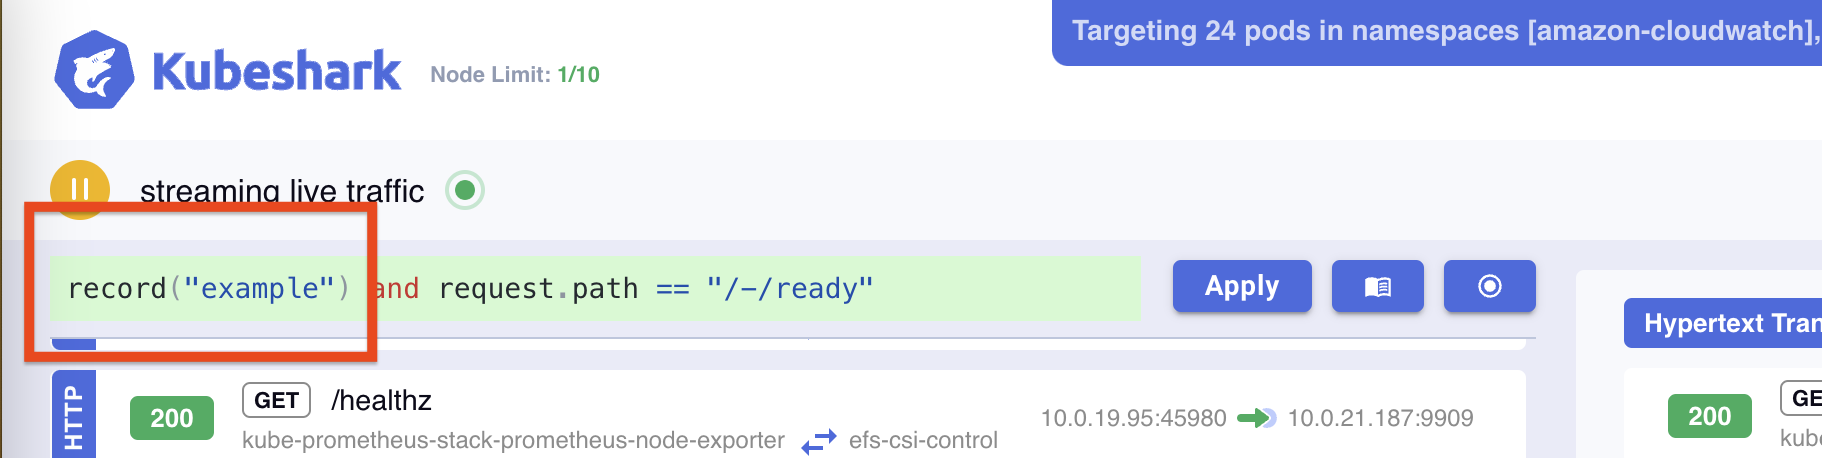 Targeting 24 pods in namespaces [amazon-cloudwatch],
Kubeshark Node Limit: 1/10
streaming live traffic
record("example") and request.path == "/-/ready"
Apply
Hypertext Tran
HTTP
200 GET /healthz
kube-prometheus-stack-prometheus-node-exporter efs-csi-control
10.0.19.95:45980 10.0.21.187:9909
200 GE
kube